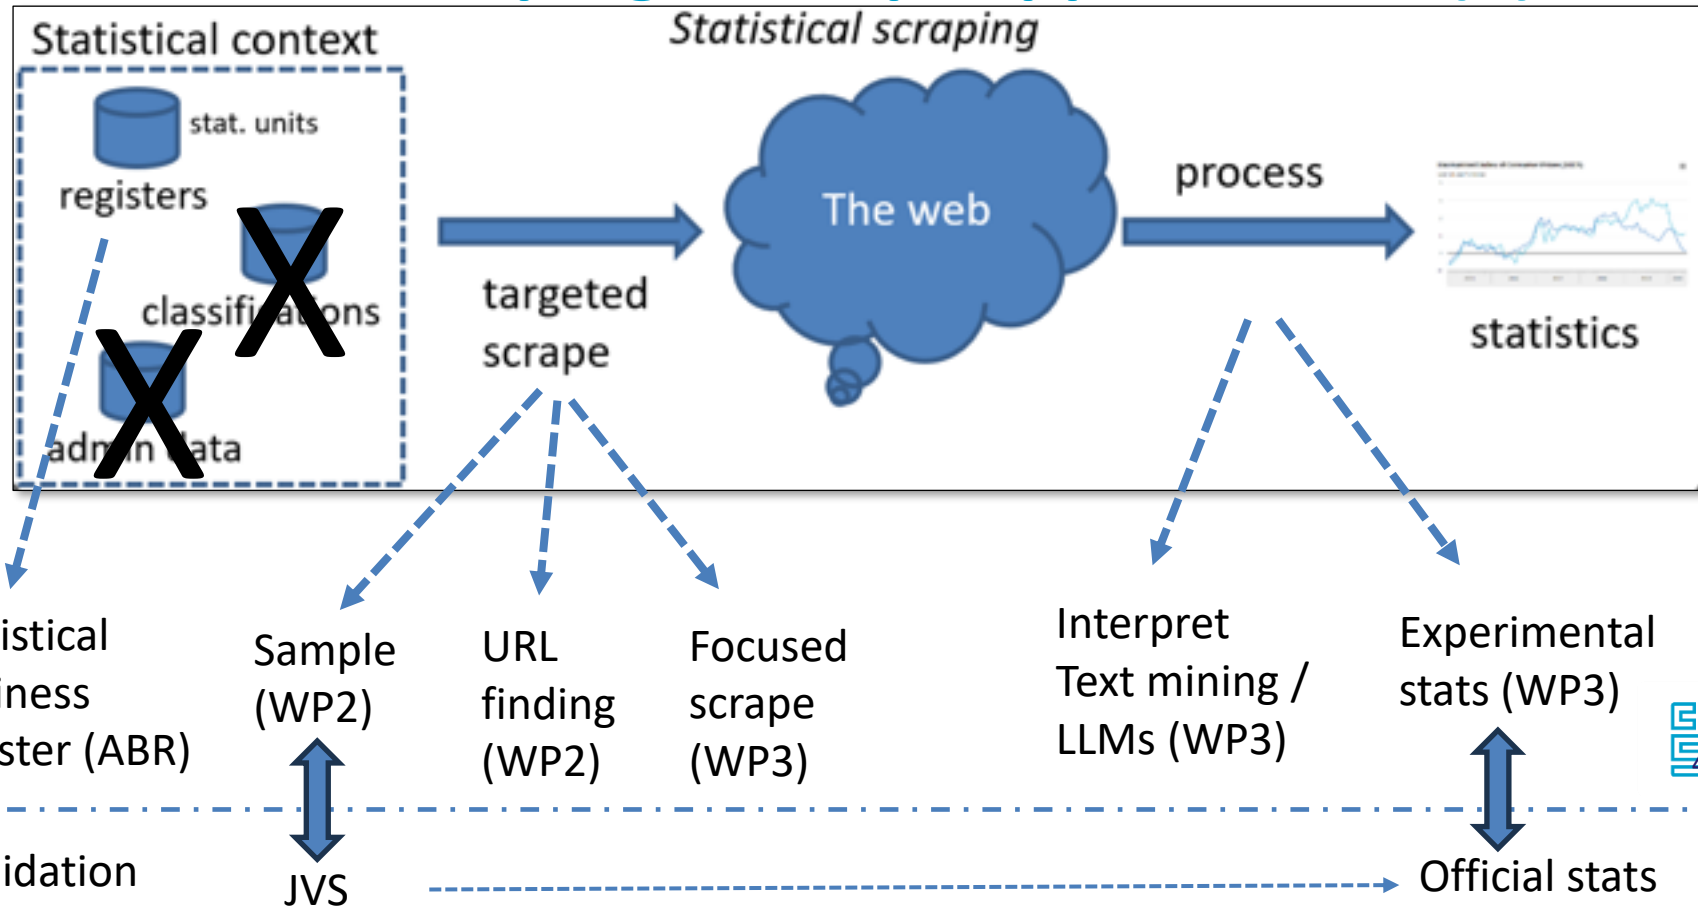 Statistical context
Statistical scraping
stat. units
registers
classifications
admin data
targeted
scrape
The web
process
statistics
istical
iness
ster (ABR)
Sample
(WP2)
URL
finding
(WP2)
Focused
scrape
(WP3)
Interpret
Text mining /
LLMs (WP3)
Experimental
stats (WP3)
idation
JVS
Official stats